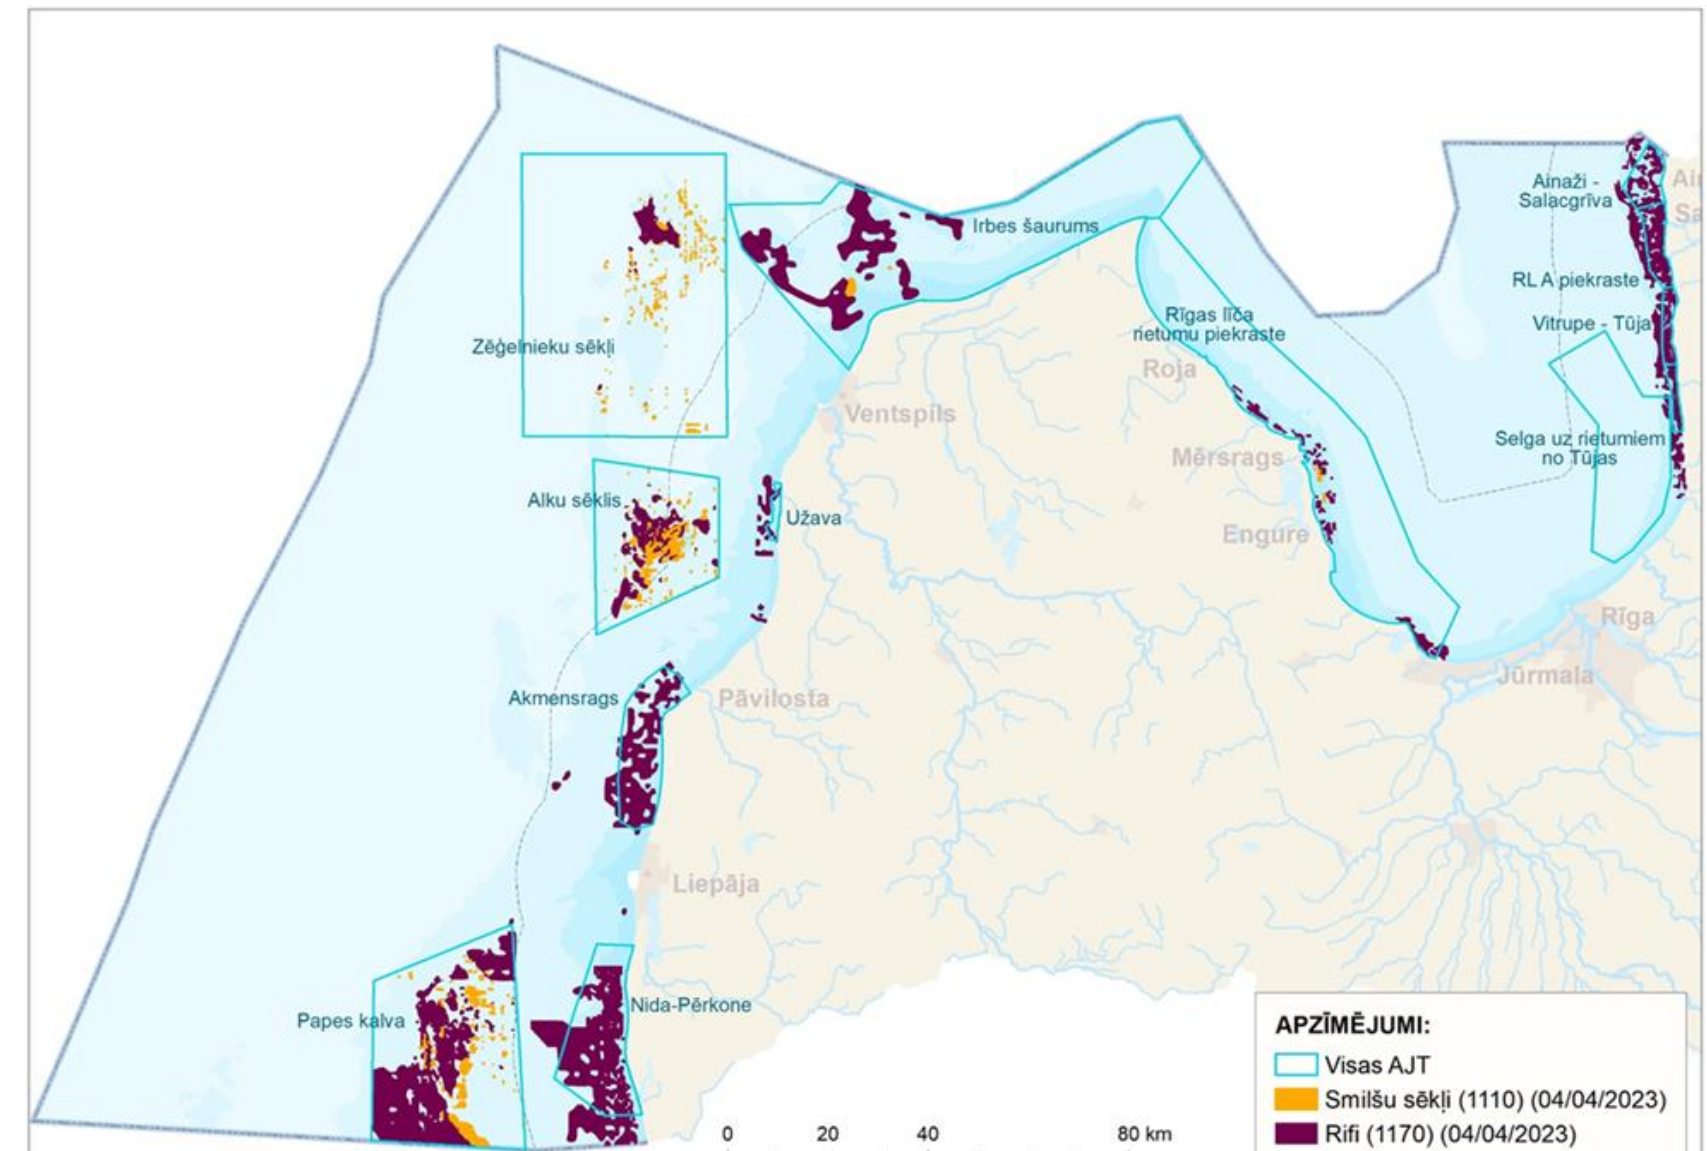 Ainaži -
Salacgrīva
Irbes šaurums
RL A piekraste
Rīgas līča
rietumu piekraste
Vitrupe - Tūja
Zēģelnieku sēkļi
Roja
Ventspils
Selga uz rietumiem
no Tūjas
Mērsrags
Alku sēklis
Užava
Engure
Rīga
Jūrmala
Akmensrags
Pāvilosta
Liepāja
Nida-Pērkone
Papes kalva
APZĪMĒJUMI:
Visas AJT
Smilšu sēkļi (1110) (04/04/2023)
Rifi (1170) (04/04/2023)
0 20 40 80 km